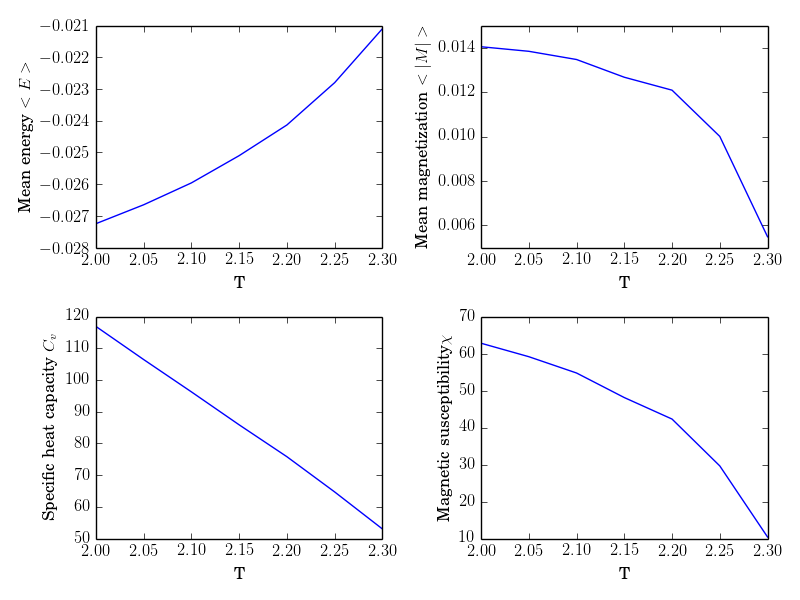 Mean energy < E >
−0.021
−0.022
−0.023
−0.024
−0.025
−0.026
−0.027
−0.028
2.00 2.05 2.10 2.15 2.20 2.25 2.30
T
Mean magnetization < |M| >
0.014
0.012
0.010
0.008
0.006
2.00 2.05 2.10 2.15 2.20 2.25 2.30
T
Specific heat capacity Cᵥ
120
110
100
90
80
70
60
50
2.00 2.05 2.10 2.15 2.20 2.25 2.30
T
Magnetic susceptibilityχ
70
60
50
40
30
20
10
2.00 2.05 2.10 2.15 2.20 2.25 2.30
T